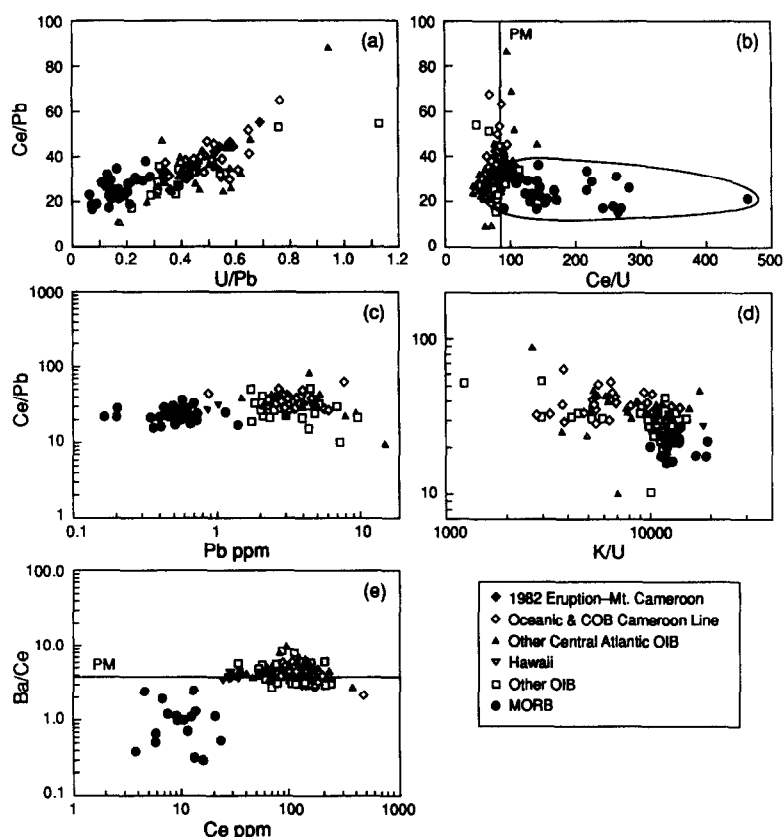 100
80
60
40
20
0
Ce/Pb
(a)
0 0.2 0.4 0.6 0.8 1.0 1.2
U/Pb
100
80
60
40
20
0
PM
(b)
0 100 200 300 400 500
Ce/U
1000
100
10
1
Ce/Pb
(c)
0.1 1 10
Pb ppm
100
10
(d)
1000 10000
K/U
100.0
10.0
1.0
0.1
Ba/Ce
PM
(e)
1 10 100 1000
Ce ppm
1982 Eruption–Mt. Cameroon
Oceanic & COB Cameroon Line
Other Central Atlantic OIB
Hawaii
Other OIB
MORB